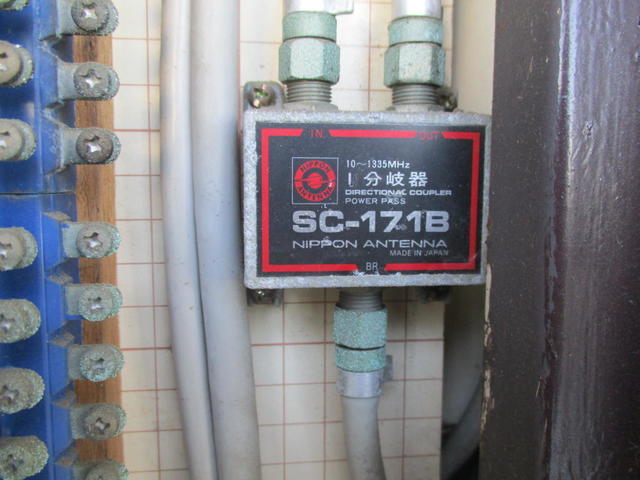 IN
OUT
NIPPON
ANTENNA
10~1335MHz
1分岐器
DIRECTIONAL COUPLER
POWER PASS
SC-171B
NIPPON ANTENNA
MADE IN JAPAN
BR